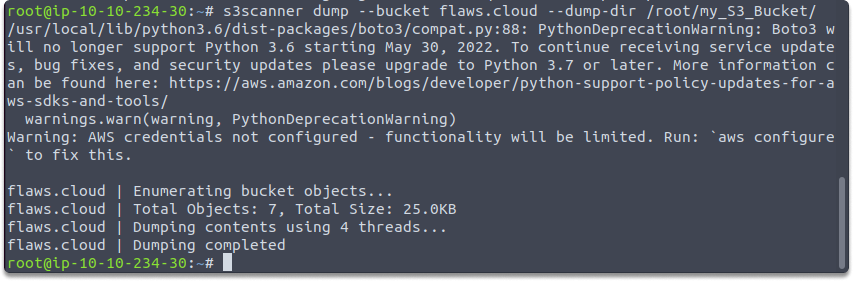 root@ip-10-10-234-30:~# s3scanner dump --bucket flaws.cloud --dump-dir /root/my_S3_Bucket/
/usr/local/lib/python3.6/dist-packages/boto3/compat.py:88: PythonDeprecationWarning: Boto3 w
ill no longer support Python 3.6 starting May 30, 2022. To continue receiving service update
s, bug fixes, and security updates please upgrade to Python 3.7 or later. More information c
an be found here: https://aws.amazon.com/blogs/developer/python-support-policy-updates-for-a
ws-sdks-and-tools/
  warnings.warn(warning, PythonDeprecationWarning)
Warning: AWS credentials not configured - functionality will be limited. Run: `aws configure
` to fix this.

flaws.cloud | Enumerating bucket objects...
flaws.cloud | Total Objects: 7, Total Size: 25.0KB
flaws.cloud | Dumping contents using 4 threads...
flaws.cloud | Dumping completed
root@ip-10-10-234-30:~#